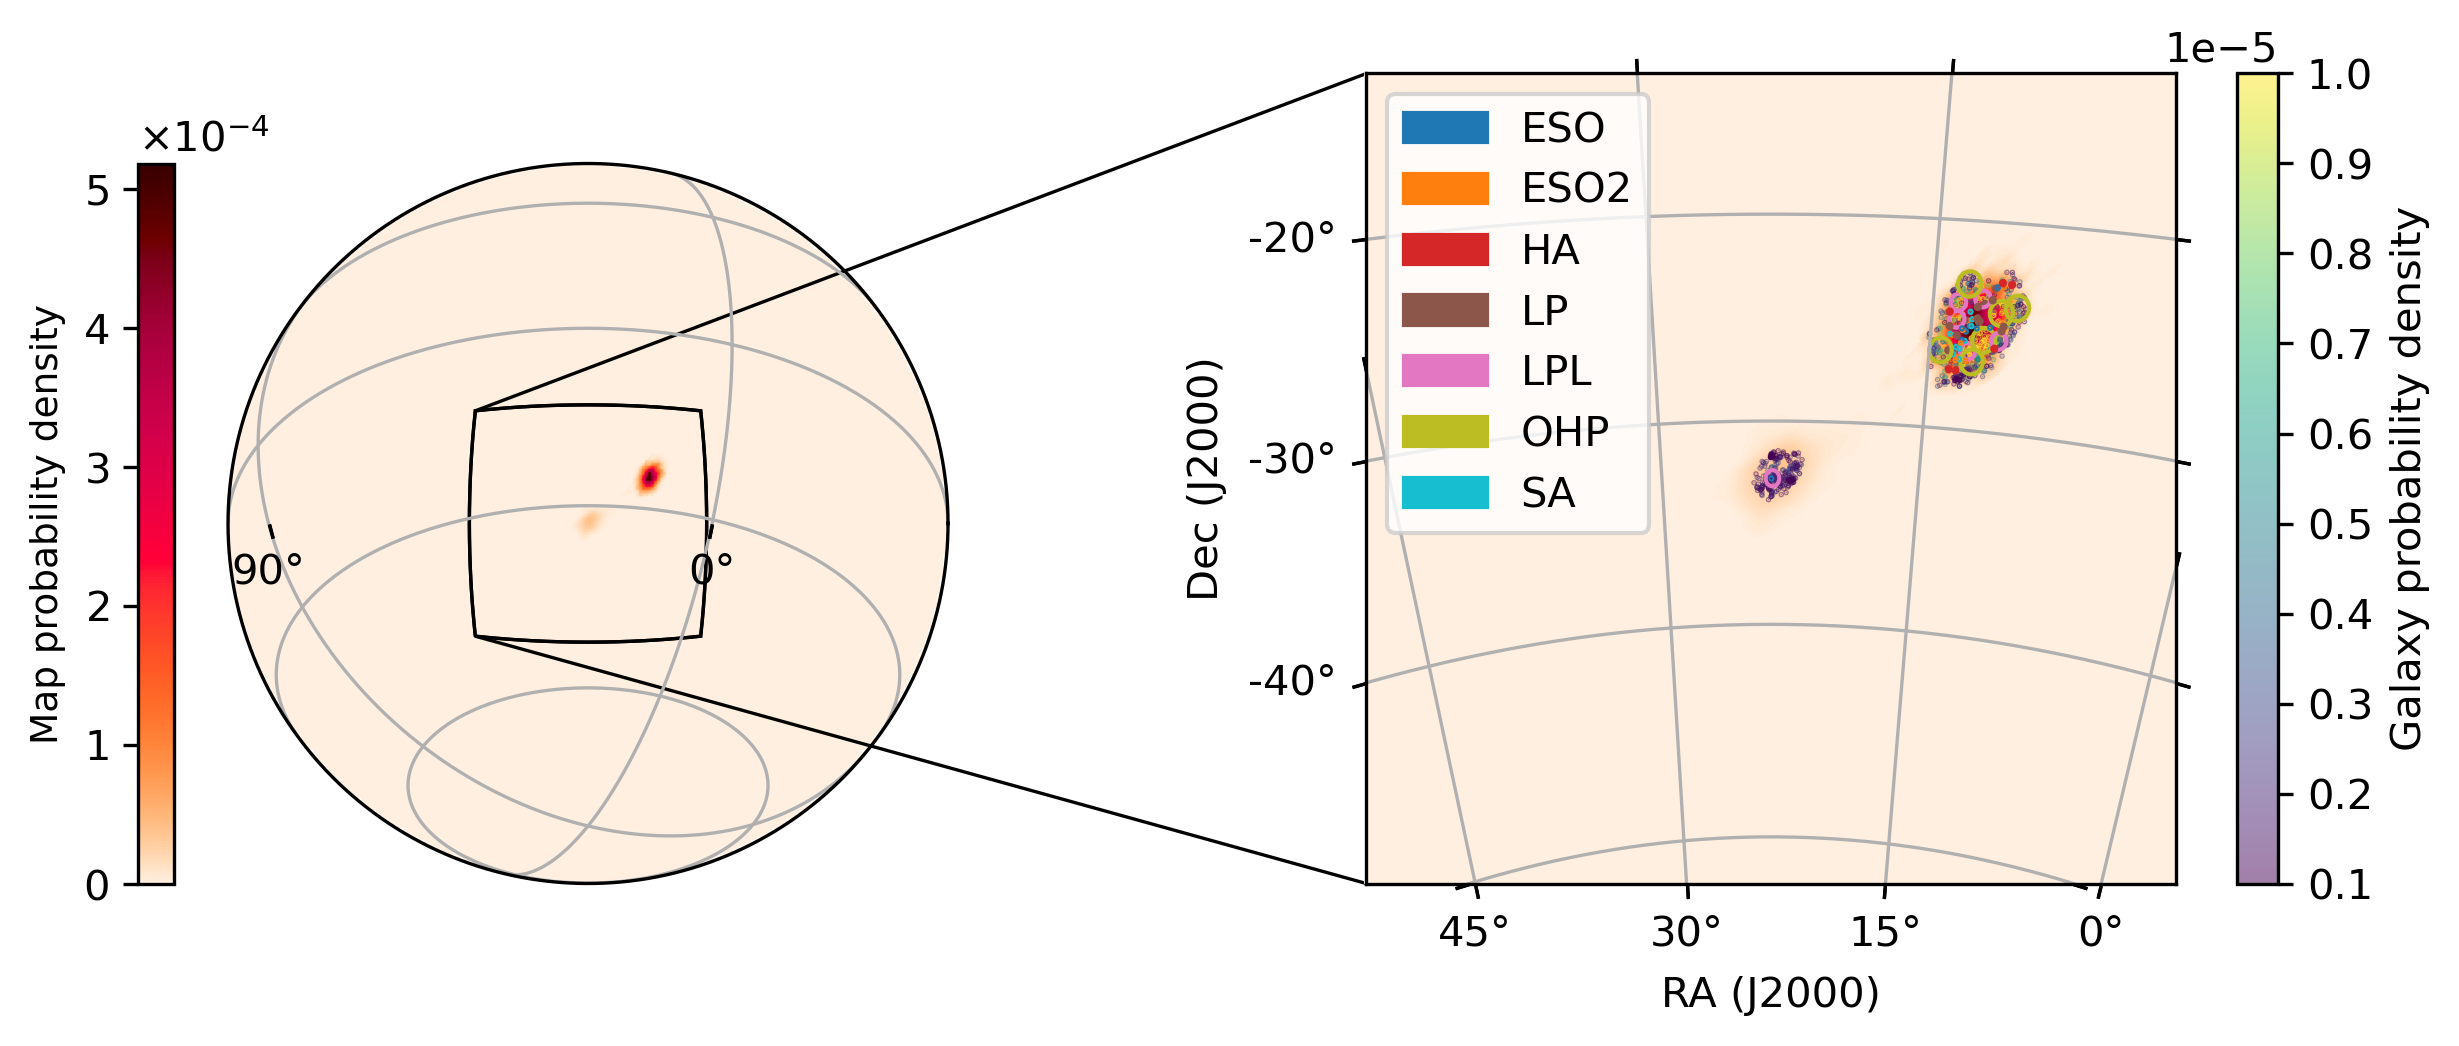 ×10⁻⁴
5
4
3
2
1
0
Map probability density
90°
0°
ESO
ESO2
HA
LP
LPL
OHP
SA
-20°
-30°
-40°
Dec (J2000)
45°
30°
15°
0°
RA (J2000)
1e−5
1.0
0.9
0.8
0.7
0.6
0.5
0.4
0.3
0.2
0.1
Galaxy probability density